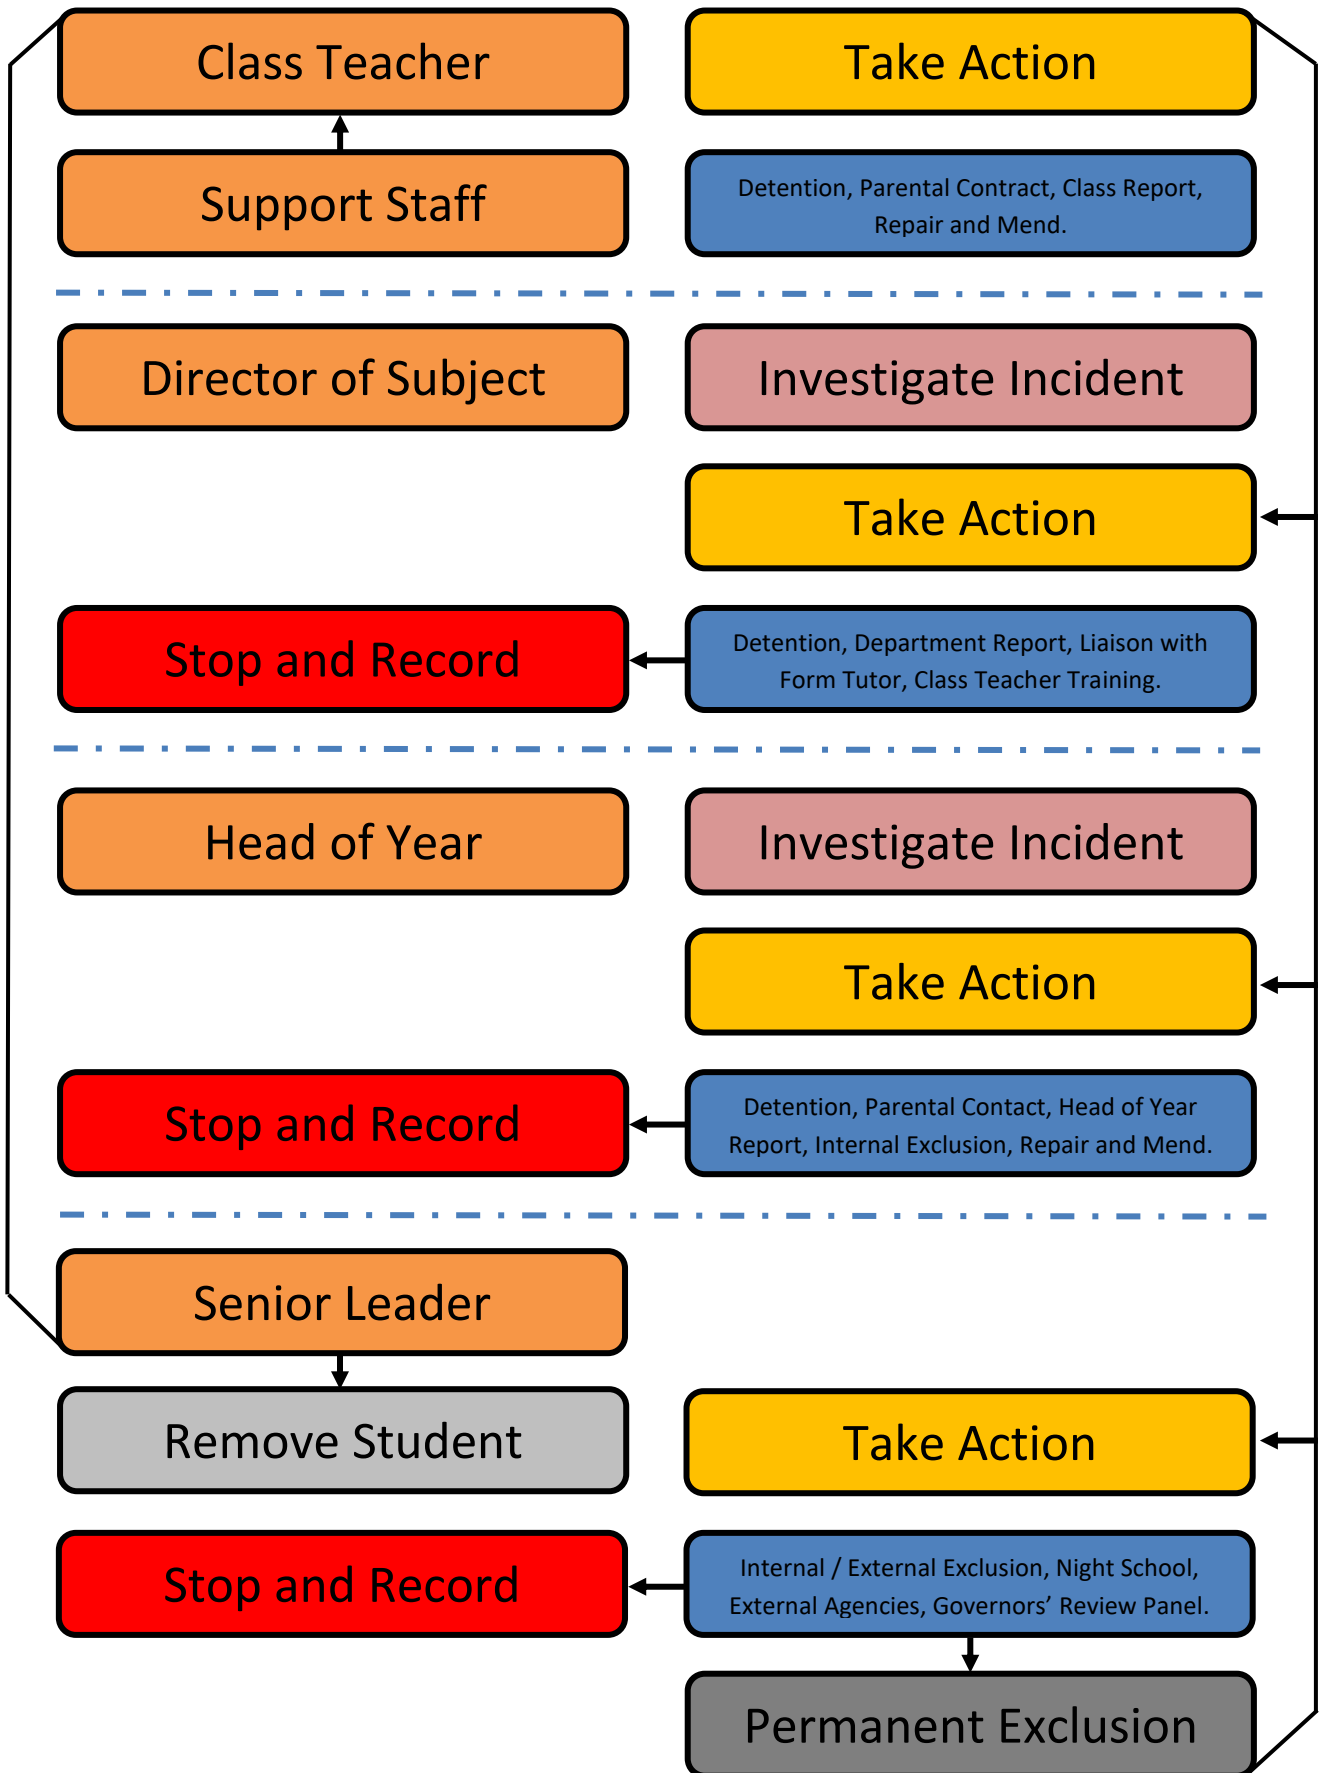 Class Teacher
Take Action
Support Staff
Detention, Parental Contract, Class Report,
Repair and Mend.
Director of Subject
Investigate Incident
Take Action
Stop and Record
Detention, Department Report, Liaison with
Form Tutor, Class Teacher Training.
Head of Year
Investigate Incident
Take Action
Stop and Record
Detention, Parental Contact, Head of Year
Report, Internal Exclusion, Repair and Mend.
Senior Leader
Remove Student
Take Action
Stop and Record
Internal / External Exclusion, Night School,
External Agencies, Governors’ Review Panel.
Permanent Exclusion